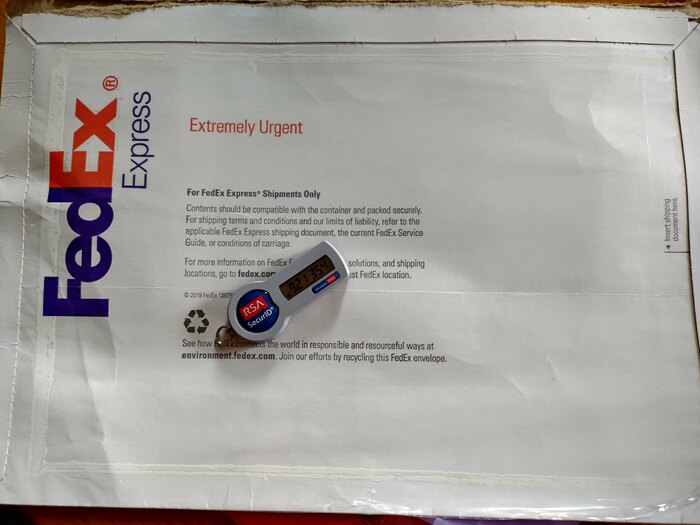 FedEx®
Express
Extremely Urgent
For FedEx Express® Shipments Only
Contents should be compatible with the container and packed securely.
For shipping terms and conditions and our limits of liability, refer to the
applicable FedEx Express shipping document, the current FedEx Service
Guide, or conditions of carriage.
For more information on FedEx solutions, and shipping
locations, go to fedex.com FedEx location.
© 2019 FedEx
See how FedEx connects the world in responsible and resourceful ways at
environment.fedex.com. Join our efforts by recycling this FedEx envelope.
Insert shipping
document here.
RSA
SecurID®
921354
RSA